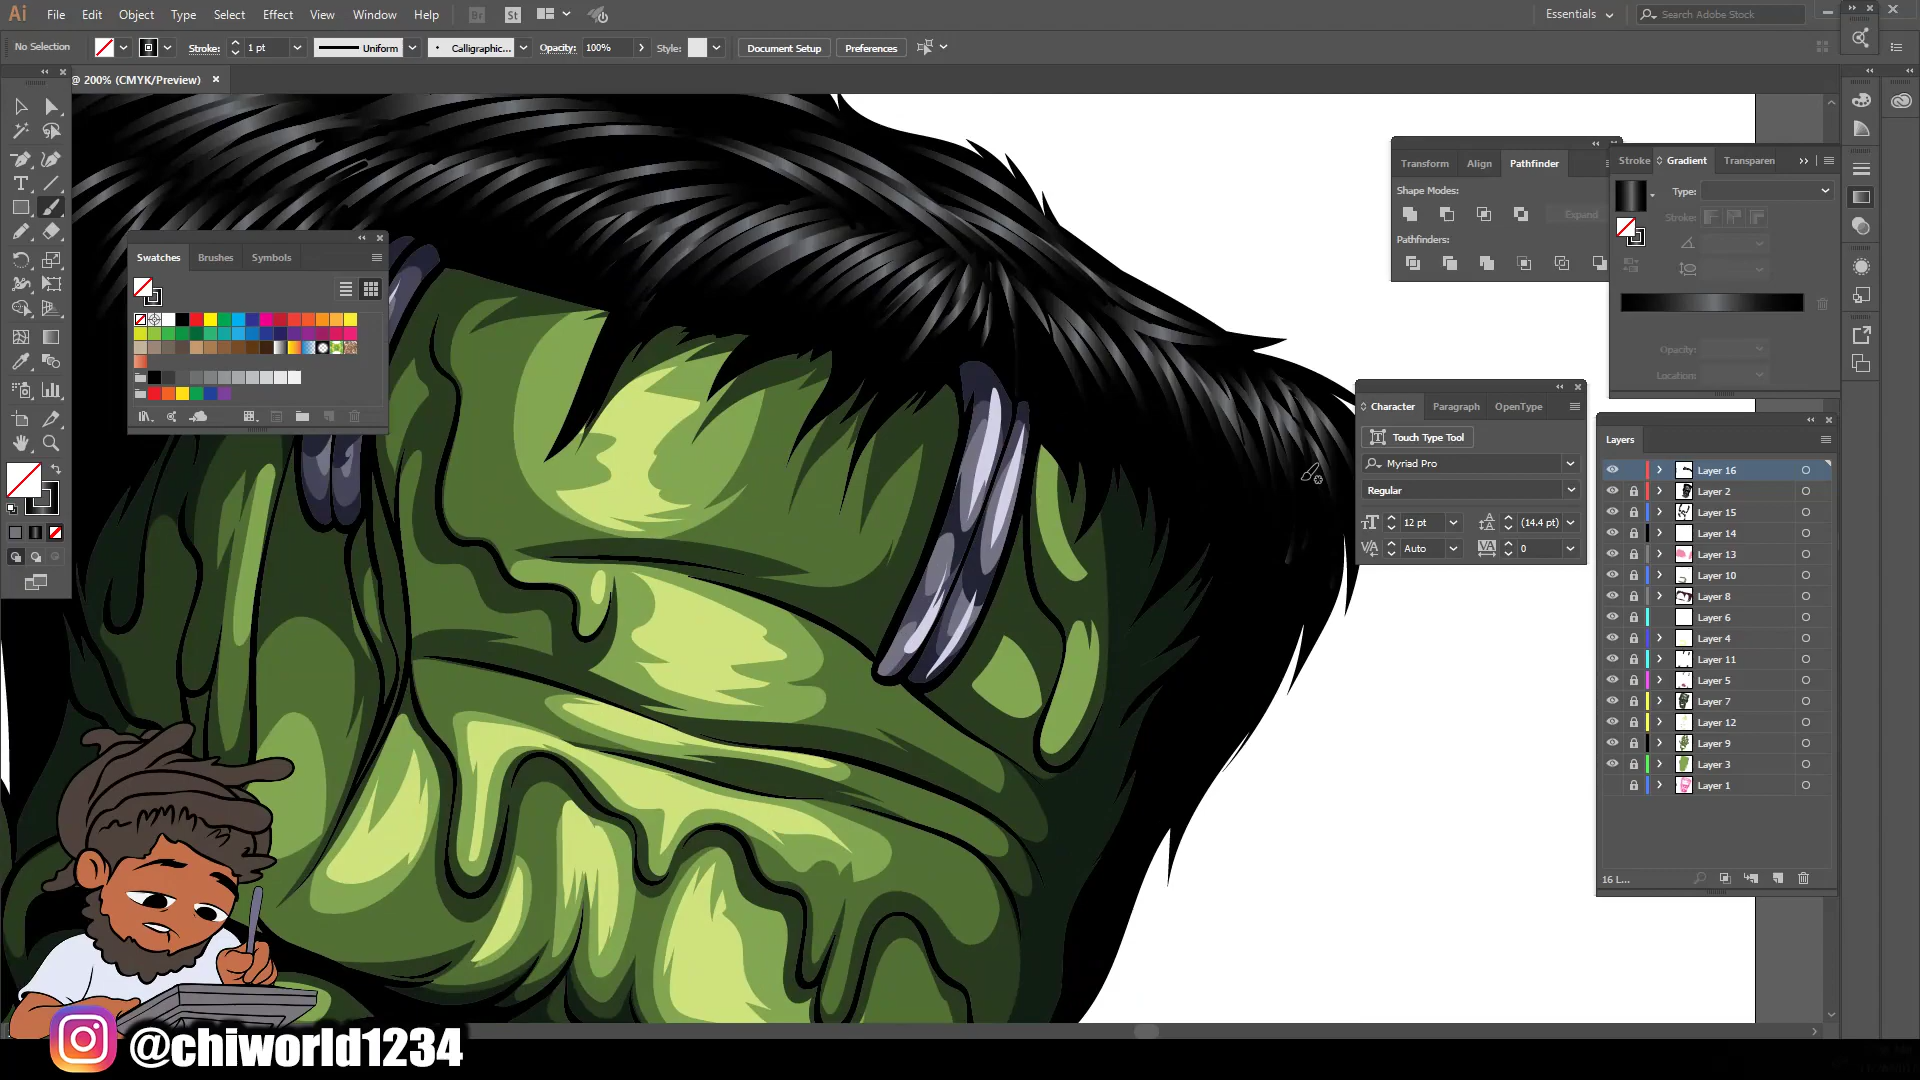 Ai File Edit Object Type Select Effect View Window Help Br St Essentials Search Adobe Stock
No Selection Stroke: 1 pt Uniform Calligraphic... Opacity: 100% Style: Document Setup Preferences
@ 200% (CMYK/Preview)
Transform Align Pathfinder
Shape Modes:
Expand
Pathfinders:
Stroke Gradient Transparen
Type:
Stroke:
Opacity:
Location:
Swatches Brushes Symbols
Character Paragraph OpenType
Touch Type Tool
Myriad Pro
Regular
12 pt (14.4 pt)
Auto 0
Layers
Layer 16
Layer 2
Layer 15
Layer 14
Layer 13
Layer 10
Layer 8
Layer 6
Layer 4
Layer 11
Layer 5
Layer 7
Layer 12
Layer 9
Layer 3
Layer 1
16 L...
@chiworld1234